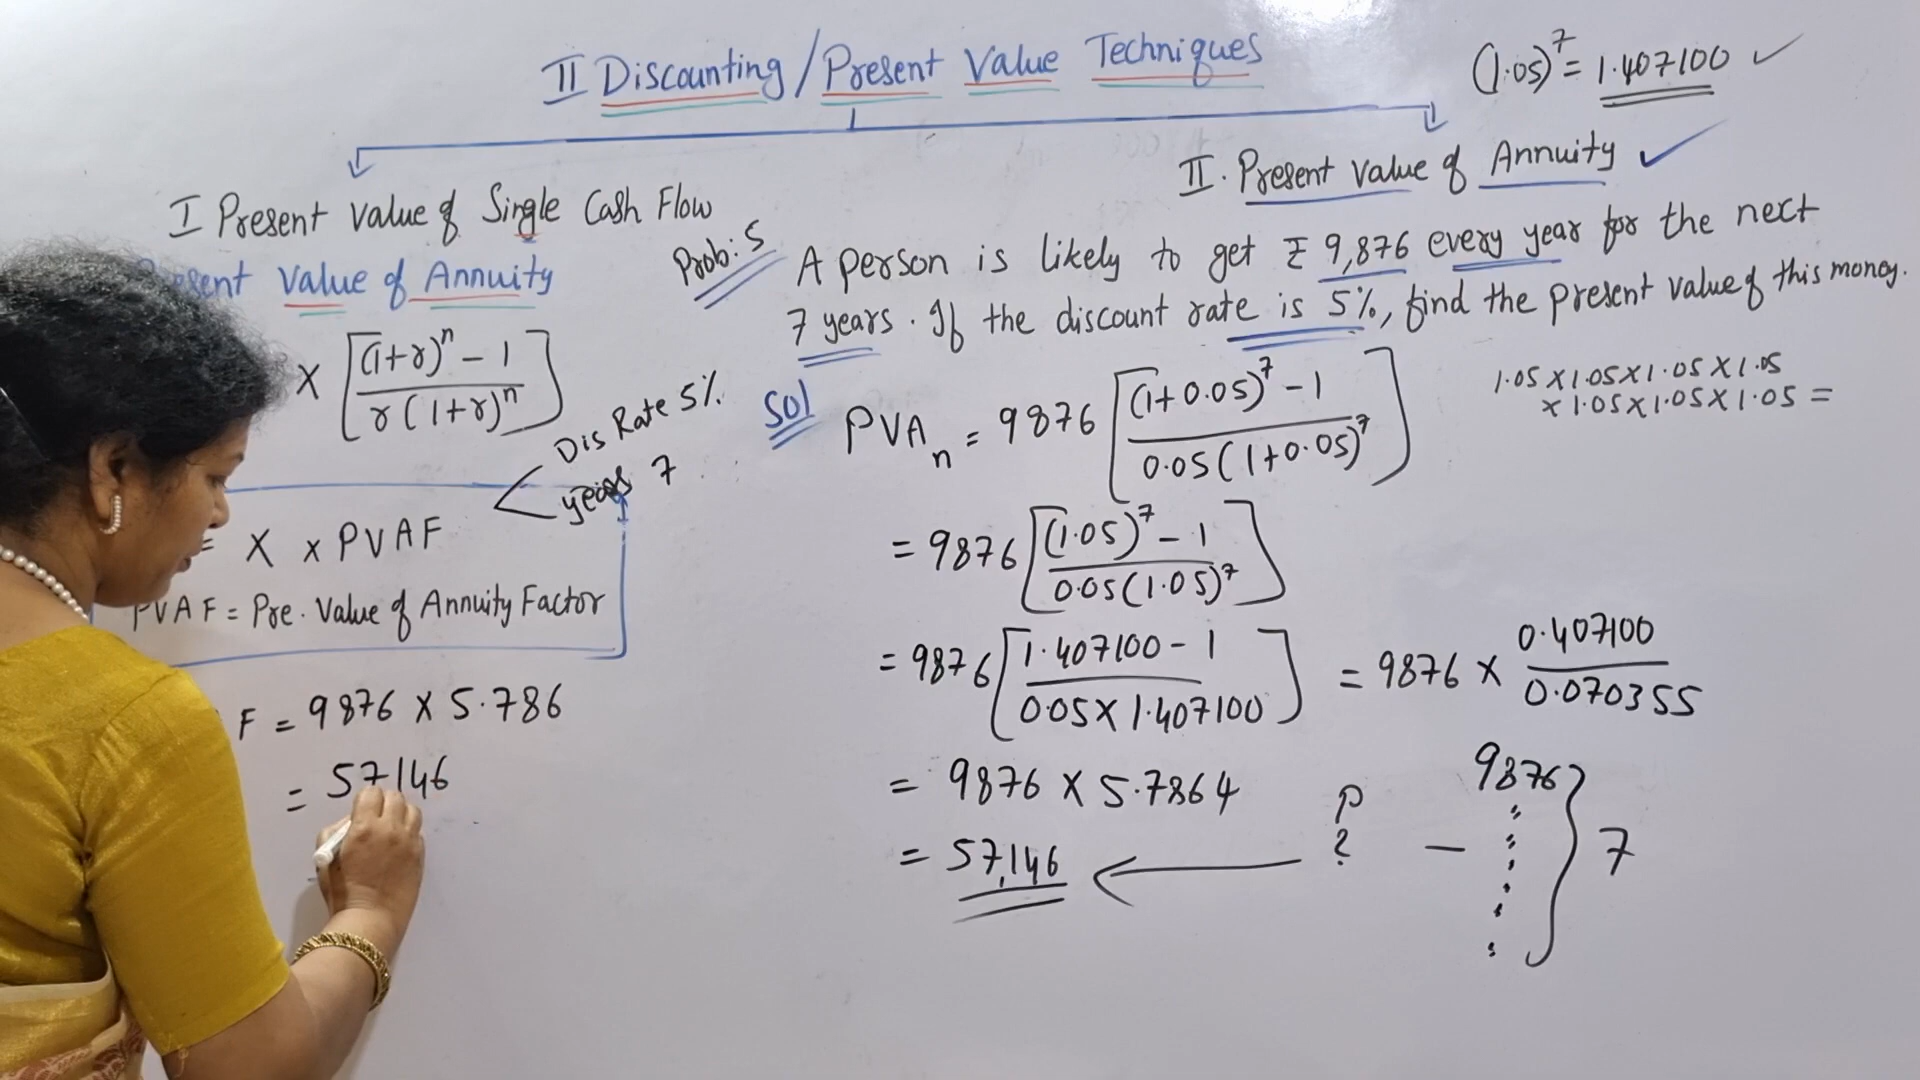 II Discounting/Present Value Techniques
(1.05)^7 = 1.407100 ✓
I Present Value of Single Cash Flow
Value of Annuity
× [(1+r)^n - 1 / r(1+r)^n]
Dis Rate 5%
years 7
= X × PVAF
PVAF = Pre. Value of Annuity Factor
F = 9876 × 5.786
= 57146
II. Present Value of Annuity ✓
Prob: 5
A person is likely to get ₹ 9,876 every year for the next
7 years. If the discount rate is 5%, find the present value of this money.
Sol
PVA_n = 9876 [(1+0.05)^7 - 1 / 0.05(1+0.05)^7]
1.05 × 1.05 × 1.05 × 1.05
× 1.05 × 1.05 × 1.05 =
= 9876 [(1.05)^7 - 1 / 0.05(1.05)^7]
= 9876 [1.407100 - 1 / 0.05 × 1.407100] = 9876 × 0.407100 / 0.070355
= 9876 × 5.7864
= 57,146
P
?
—
9876
7